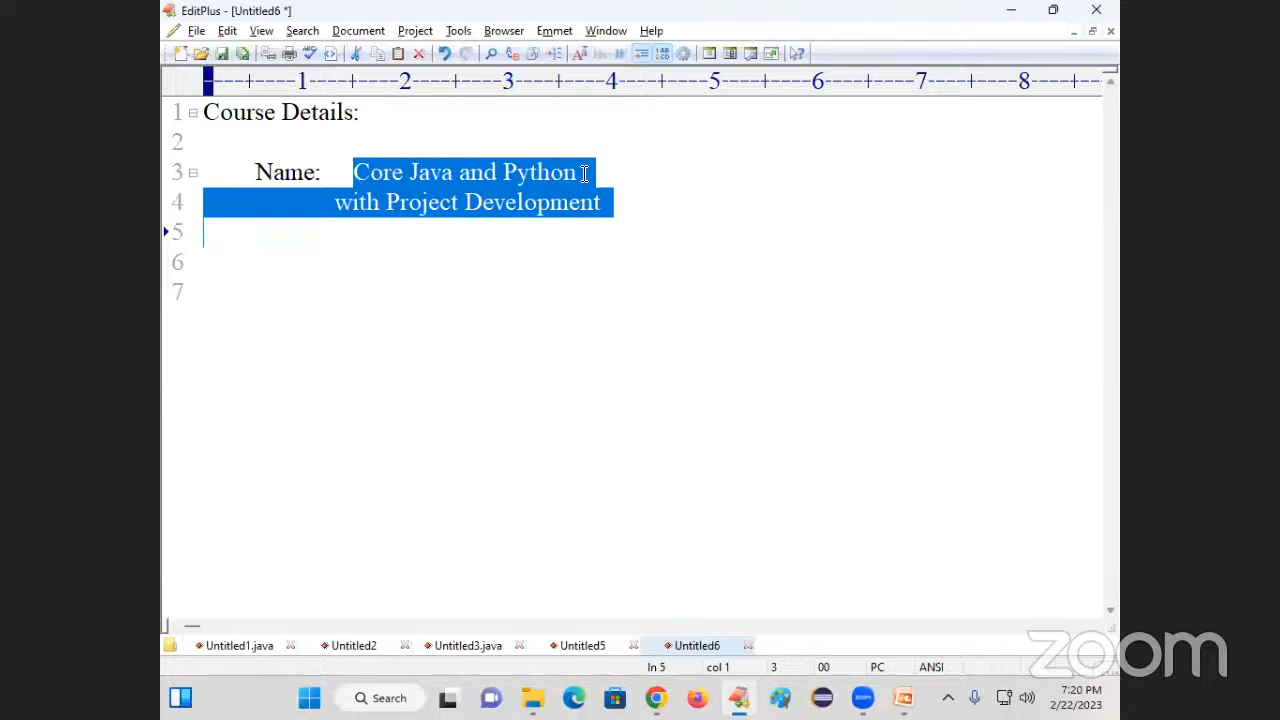 EditPlus - [Untitled6 *]
File Edit View Search Document Project Tools Browser Emmet Window Help
----+----1----+----2----+----3----+----4----+----5----+----6----+----7----+----8----+--
1 Course Details:
2
3 Name: Core Java and Python
4 with Project Development
5
6
7
Untitled1.java Untitled2 Untitled3.java Untitled5 Untitled6
ln 5 col 1 3 00 PC ANSI
zoom
Search
7:20 PM
2/22/2023